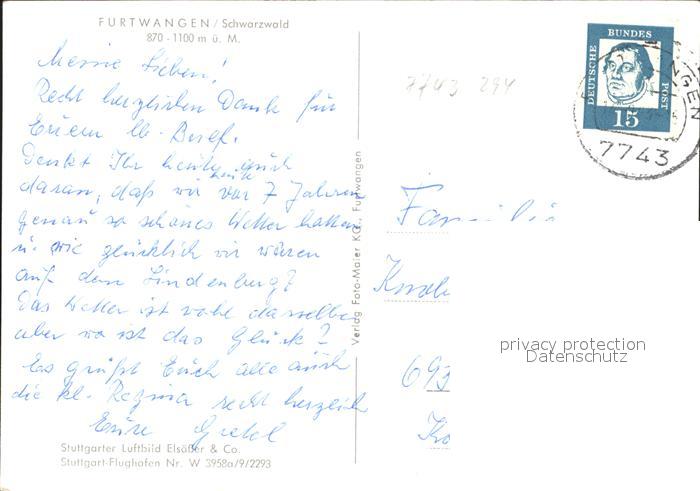 FURTWANGEN / Schwarzwald
870 - 1100 m ü. M.
Meine Lieben!
Recht herzlichen Dank für
Euern lb. Brief.
Denkt Ihr heute auch
daran, daß wir heute vor 7 Jahren
genau so schönes Wetter hatten
u. wie glücklich wir waren
auf dem Lindenberg?
Das Wetter ist wohl dasselbe
aber wo ist das Glück?
Es grüßt Euch alle auch
die kl. Regina recht herzlich
Eure Gretel
Stuttgarter Luftbild Elsäßer & Co.
Stuttgart-Flughafen Nr. W 3958a/9/2293
Verlag Foto-Maier KG., Furtwangen
7743 294
DEUTSCHE BUNDES POST
15
NGEN
7743
Familie
693
privacy protection
Datenschutz